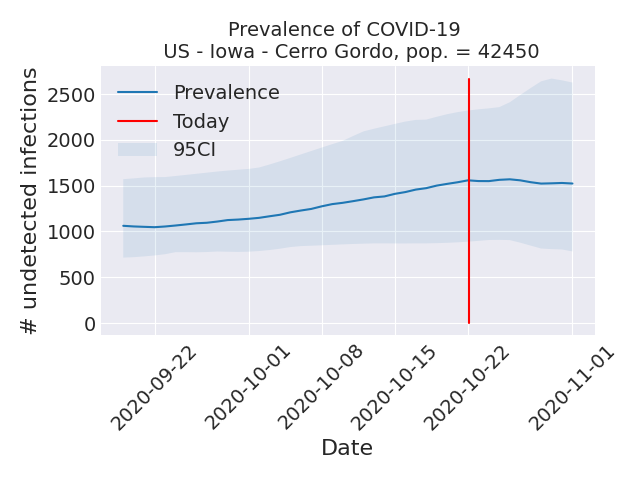 Prevalence of COVID-19
US - Iowa - Cerro Gordo, pop. = 42450
# undetected infections
2500
2000
1500
1000
500
0
Prevalence
Today
95CI
2020-09-22
2020-10-01
2020-10-08
2020-10-15
2020-10-22
2020-11-01
Date